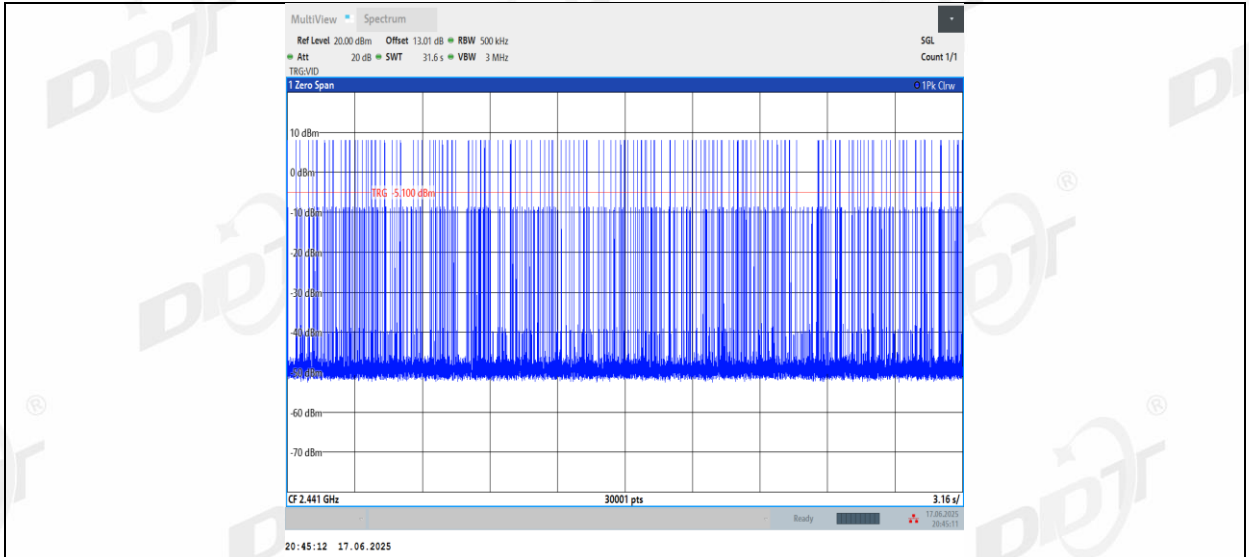 MultiView Spectrum
Ref Level 20.00 dBm Offset 13.01 dB RBW 500 kHz SGL
Att 20 dB SWT 31.6 s VBW 3 MHz Count 1/1
TRG:VID
1 Zero Span 1Pk Clrw
10 dBm
0 dBm
TRG -5.100 dBm
-10 dBm
-20 dBm
-30 dBm
-40 dBm
-50 dBm
-60 dBm
-70 dBm
CF 2.441 GHz 30001 pts 3.16 s/
Ready 17.06.2025
20:45:11
20:45:12 17.06.2025
DDT
®